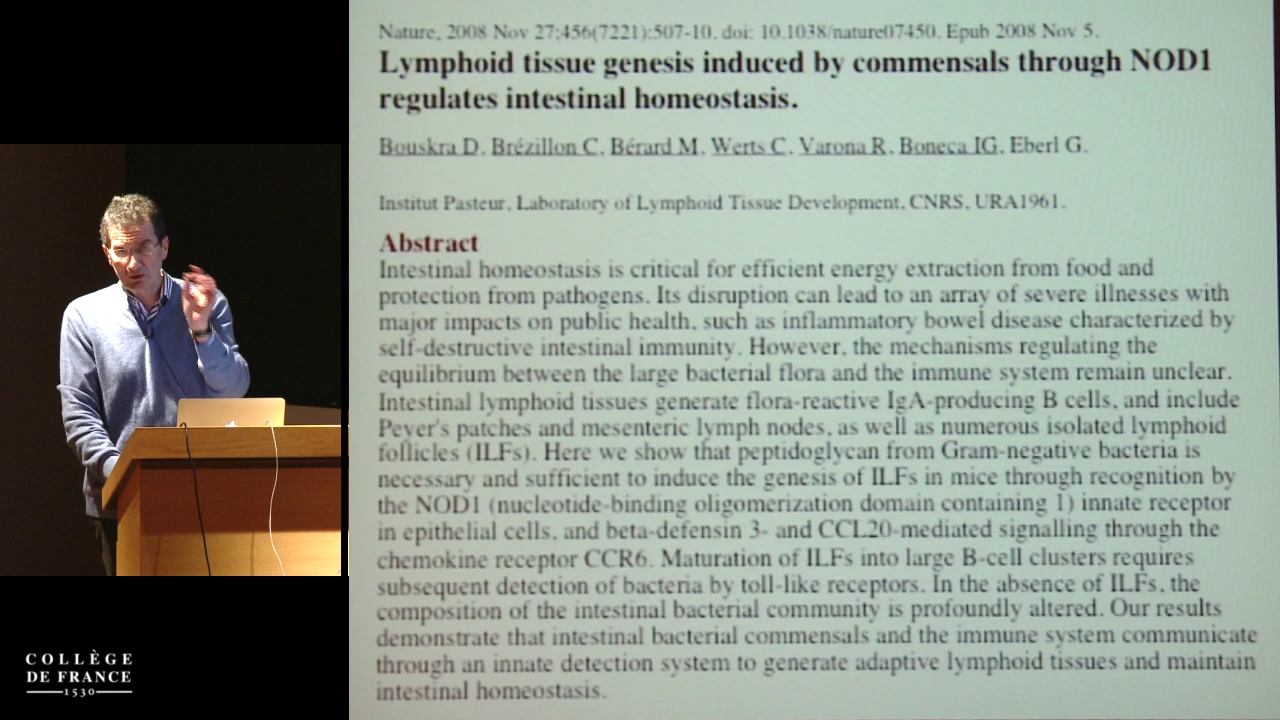 Nature, 2008 Nov 27;456(7221):507-10. doi: 10.1038/nature07450. Epub 2008 Nov 5.
Lymphoid tissue genesis induced by commensals through NOD1
regulates intestinal homeostasis.
Bouskra D, Brézillon C, Bérard M, Werts C, Varona R, Boneca IG, Eberl G.
Institut Pasteur, Laboratory of Lymphoid Tissue Development, CNRS, URA1961.
Abstract
Intestinal homeostasis is critical for efficient energy extraction from food and
protection from pathogens. Its disruption can lead to an array of severe illnesses with
major impacts on public health, such as inflammatory bowel disease characterized by
self-destructive intestinal immunity. However, the mechanisms regulating the
equilibrium between the large bacterial flora and the immune system remain unclear.
Intestinal lymphoid tissues generate flora-reactive IgA-producing B cells, and include
Peyer's patches and mesenteric lymph nodes, as well as numerous isolated lymphoid
follicles (ILFs). Here we show that peptidoglycan from Gram-negative bacteria is
necessary and sufficient to induce the genesis of ILFs in mice through recognition by
the NOD1 (nucleotide-binding oligomerization domain containing 1) innate receptor
in epithelial cells, and beta-defensin 3- and CCL20-mediated signalling through the
chemokine receptor CCR6. Maturation of ILFs into large B-cell clusters requires
subsequent detection of bacteria by toll-like receptors. In the absence of ILFs, the
composition of the intestinal bacterial community is profoundly altered. Our results
demonstrate that intestinal bacterial commensals and the immune system communicate
through an innate detection system to generate adaptive lymphoid tissues and maintain
intestinal homeostasis.
COLLÈGE
DE FRANCE
1530